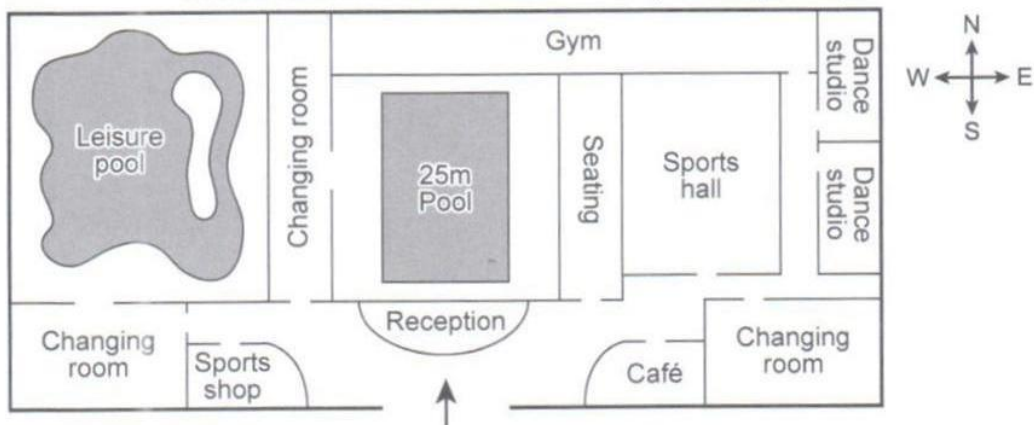 Gym
N
W E
S
Dance
studio
Leisure
pool
Changing room
25m
Pool
Seating
Sports
hall
Dance
studio
Reception
Changing
room
Sports
shop
Café
Changing
room